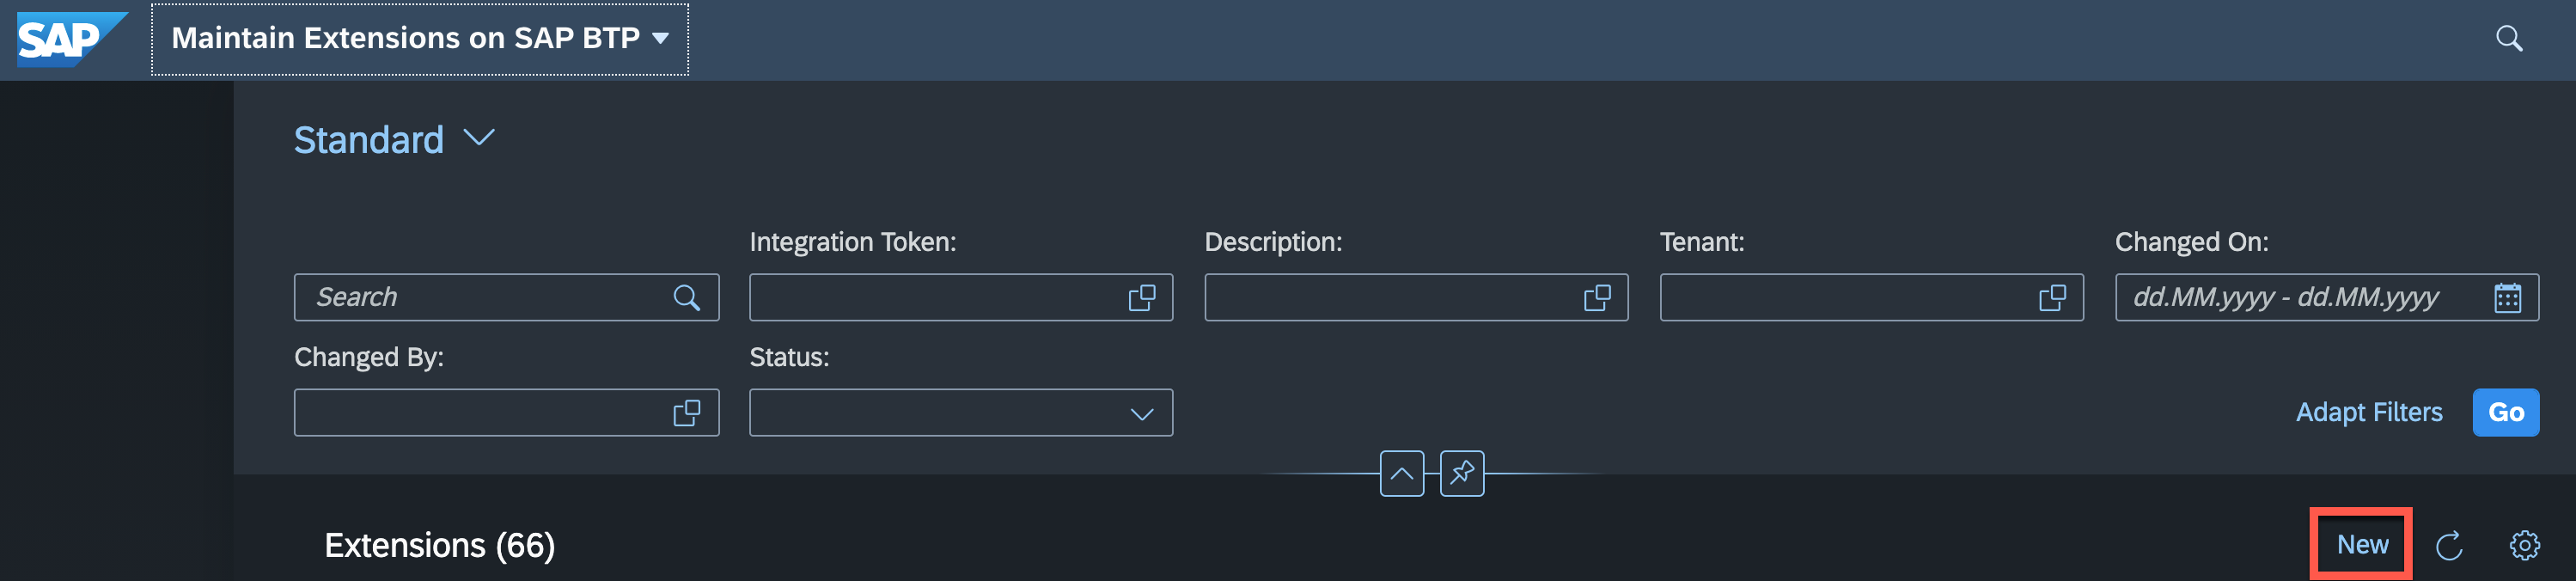 SAP Maintain Extensions on SAP BTP
Standard
Integration Token: Description: Tenant: Changed On:
Search dd.MM.yyyy - dd.MM.yyyy
Changed By: Status:
Adapt Filters Go
Extensions (66) New